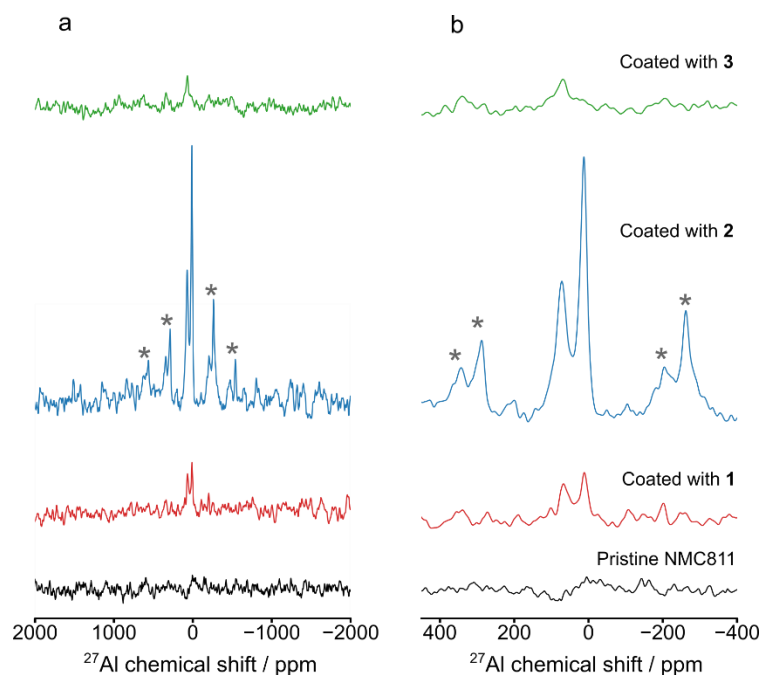 a
b
Coated with 3
Coated with 2
* * * *
* * * *
Coated with 1
Pristine NMC811
2000 1000 0 −1000 −2000
400 200 0 −200 −400
²⁷Al chemical shift / ppm
²⁷Al chemical shift / ppm